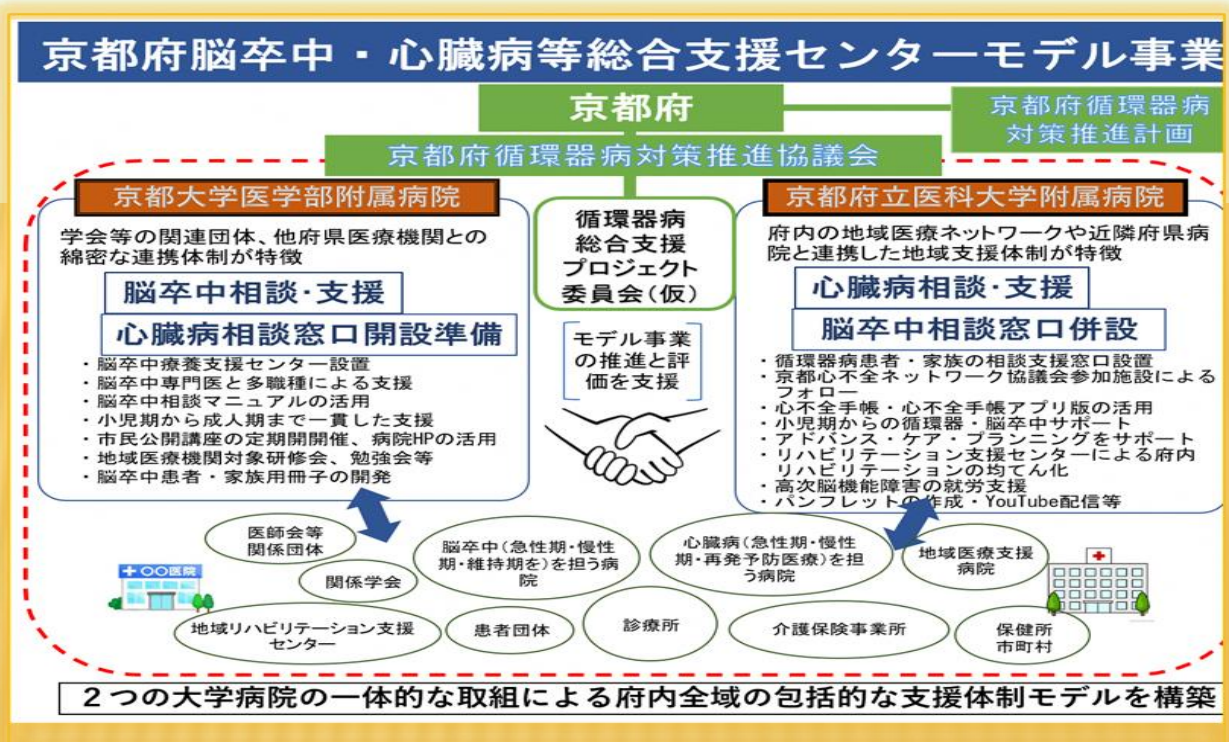 京都府脳卒中・心臓病等総合支援センターモデル事業
京都府
京都府循環器病
対策推進計画
京都府循環器病対策推進協議会
京都大学医学部附属病院
学会等の関連団体、他府県医療機関との
綿密な連携体制が特徴
脳卒中相談・支援
心臓病相談窓口開設準備
・脳卒中療養支援センター設置
・脳卒中専門医と多職種による支援
・脳卒中相談マニュアルの活用
・小児期から成人期まで一貫した支援
・市民公開講座の定期開開催、病院HPの活用
・地域医療機関対象研修会、勉強会等
・脳卒中患者・家族用冊子の開発
循環器病
総合支援
プロジェクト
委員会（仮）
モデル事業
の推進と評
価を支援
京都府立医科大学附属病院
府内の地域医療ネットワークや近隣府県病
院と連携した地域支援体制が特徴
心臓病相談・支援
脳卒中相談窓口併設
・循環器病患者・家族の相談支援窓口設置
・京都心不全ネットワーク協議会参加施設による
フォロー
・心不全手帳・心不全手帳アプリ版の活用
・小児期からの循環器・脳卒中サポート
・アドバンス・ケア・プランニングをサポート
・リハビリテーション支援センターによる府内
リハビリテーションの均てん化
・高次脳機能障害の就労支援
・パンフレットの作成・YouTube配信等
医師会等
関係団体
関係学会
脳卒中（急性期・慢性
期・維持期を）を担う病
院
心臓病（急性期・慢性
期・再発予防医療）を担
う病院
地域医療支援
病院
＋〇〇医院
地域リハビリテーション支援
センター
患者団体
診療所
介護保険事業所
保健所
市町村
２つの大学病院の一体的な取組による府内全域の包括的な支援体制モデルを構築